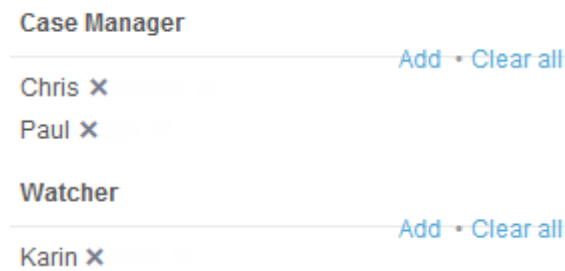 Case Manager
Add • Clear all
Chris ×
Paul ×
Watcher
Add • Clear all
Karin ×